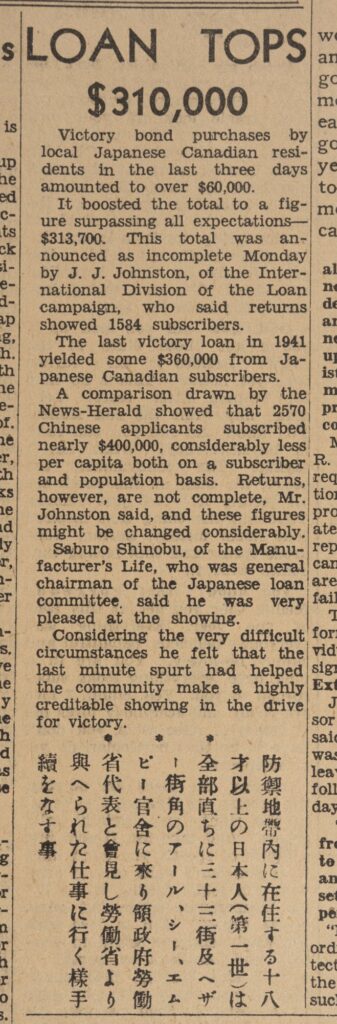 LOAN TOPS
$310,000
Victory bond purchases by
local Japanese Canadian resi-
dents in the last three days
amounted to over $60,000.
It boosted the total to a fig-
ure surpassing all expectations—
$313,700. This total was an-
nounced as incomplete Monday
by J. J. Johnston, of the Inter-
national Division of the Loan
campaign, who said returns
showed 1584 subscribers.
The last victory loan in 1941
yielded some $360,000 from Ja-
panese Canadian subscribers.
A comparison drawn by the
News-Herald showed that 2570
Chinese applicants subscribed
nearly $400,000, considerably less
per capita both on a subscriber
and population basis. Returns,
however, are not complete, Mr.
Johnston said, and these figures
might be changed considerably.
Saburo Shinobu, of the Manu-
facturer's Life, who was general
chairman of the Japanese loan
committee, said he was very
pleased at the showing.
Considering the very difficult
circumstances he felt that the
last minute spurt had helped
the community make a highly
creditable showing in the drive
for victory.
* * *
防禦地帶内に在住する十八
才以上の日本人(第一世)は
全部直ちに三十三街及ヘザ
ー街角のアール、シー、エム
ピー官舎に來り領政府勞働
省代表と會見し勞働省より
與へられた仕事に行く樣手
續をなす事